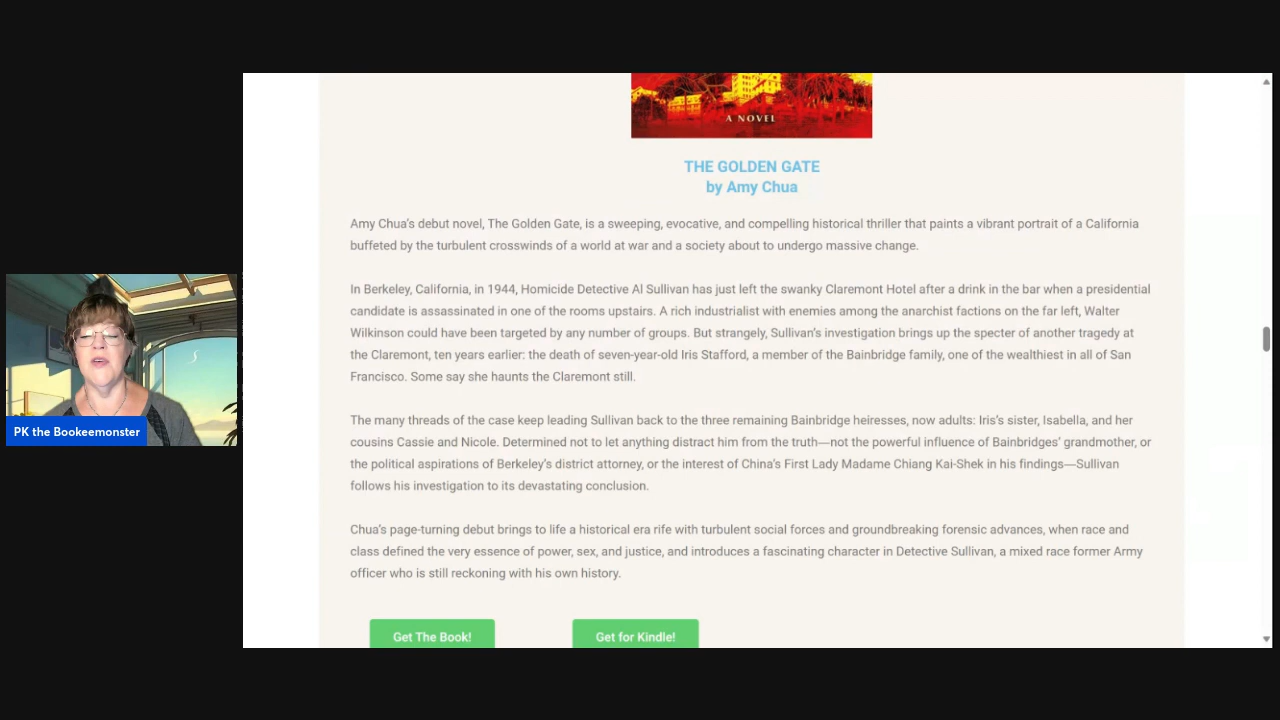 A NOVEL
THE GOLDEN GATE
by Amy Chua
Amy Chua's debut novel, The Golden Gate, is a sweeping, evocative, and compelling historical thriller that paints a vibrant portrait of a California
buffeted by the turbulent crosswinds of a world at war and a society about to undergo massive change.
In Berkeley, California, in 1944, Homicide Detective Al Sullivan has just left the swanky Claremont Hotel after a drink in the bar when a presidential
candidate is assassinated in one of the rooms upstairs. A rich industrialist with enemies among the anarchist factions on the far left, Walter
Wilkinson could have been targeted by any number of groups. But strangely, Sullivan's investigation brings up the specter of another tragedy at
the Claremont, ten years earlier: the death of seven-year-old Iris Stafford, a member of the Bainbridge family, one of the wealthiest in all of San
Francisco. Some say she haunts the Claremont still.
The many threads of the case keep leading Sullivan back to the three remaining Bainbridge heiresses, now adults: Iris's sister, Isabella, and her
cousins Cassie and Nicole. Determined not to let anything distract him from the truth—not the powerful influence of Bainbridges' grandmother, or
the political aspirations of Berkeley's district attorney, or the interest of China's First Lady Madame Chiang Kai-Shek in his findings—Sullivan
follows his investigation to its devastating conclusion.
Chua's page-turning debut brings to life a historical era rife with turbulent social forces and groundbreaking forensic advances, when race and
class defined the very essence of power, sex, and justice, and introduces a fascinating character in Detective Sullivan, a mixed race former Army
officer who is still reckoning with his own history.
Get The Book!
Get for Kindle!
PK the Bookeemonster